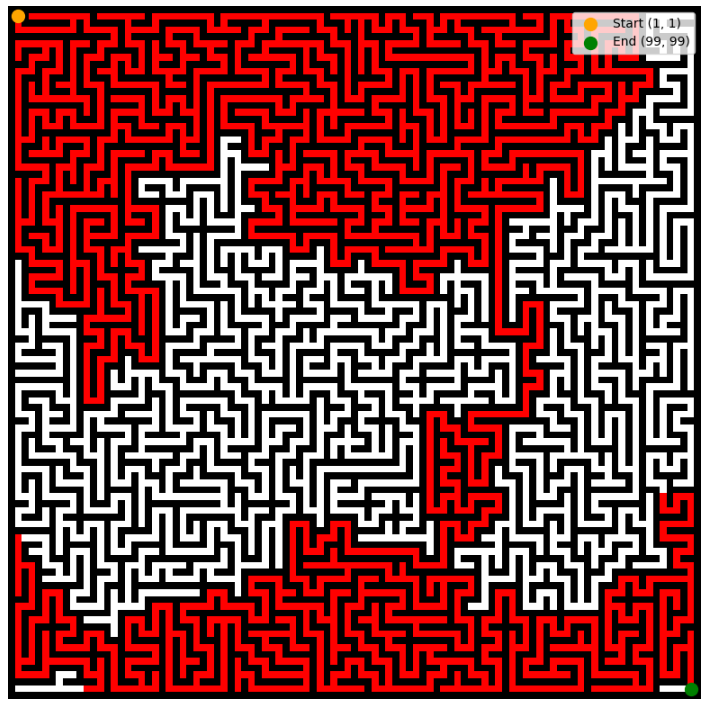 Start (1, 1)
End (99, 99)